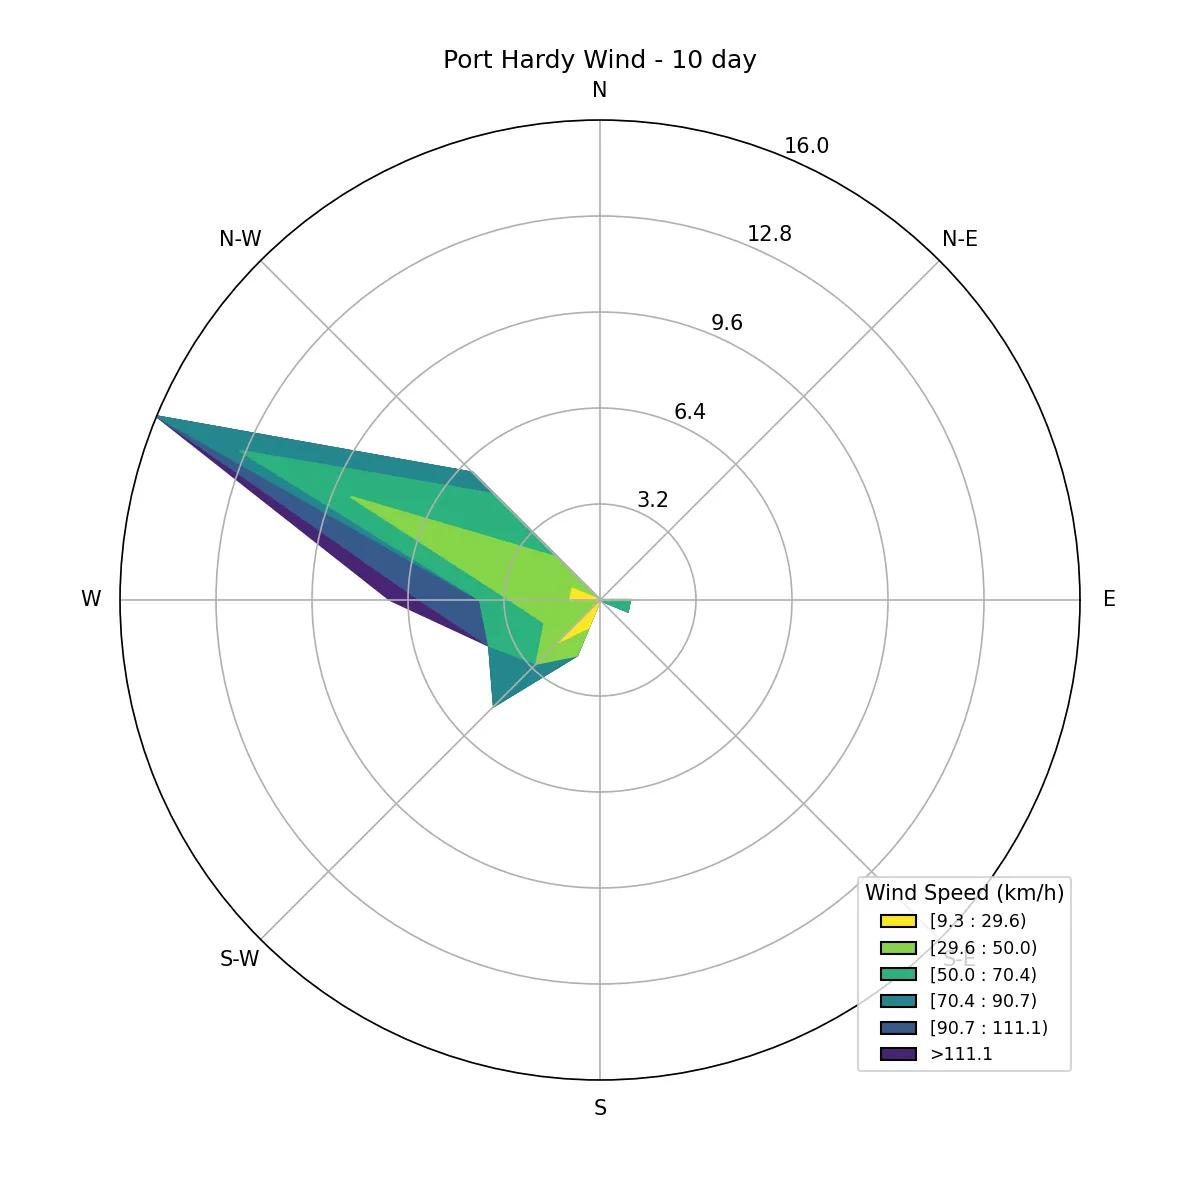 Port Hardy Wind - 10 day
N
16.0
N-W
12.8
N-E
9.6
6.4
3.2
W
E
Wind Speed (km/h)
[9.3 : 29.6)
[29.6 : 50.0)
S-W
S-E
[50.0 : 70.4)
[70.4 : 90.7)
[90.7 : 111.1)
>111.1
S